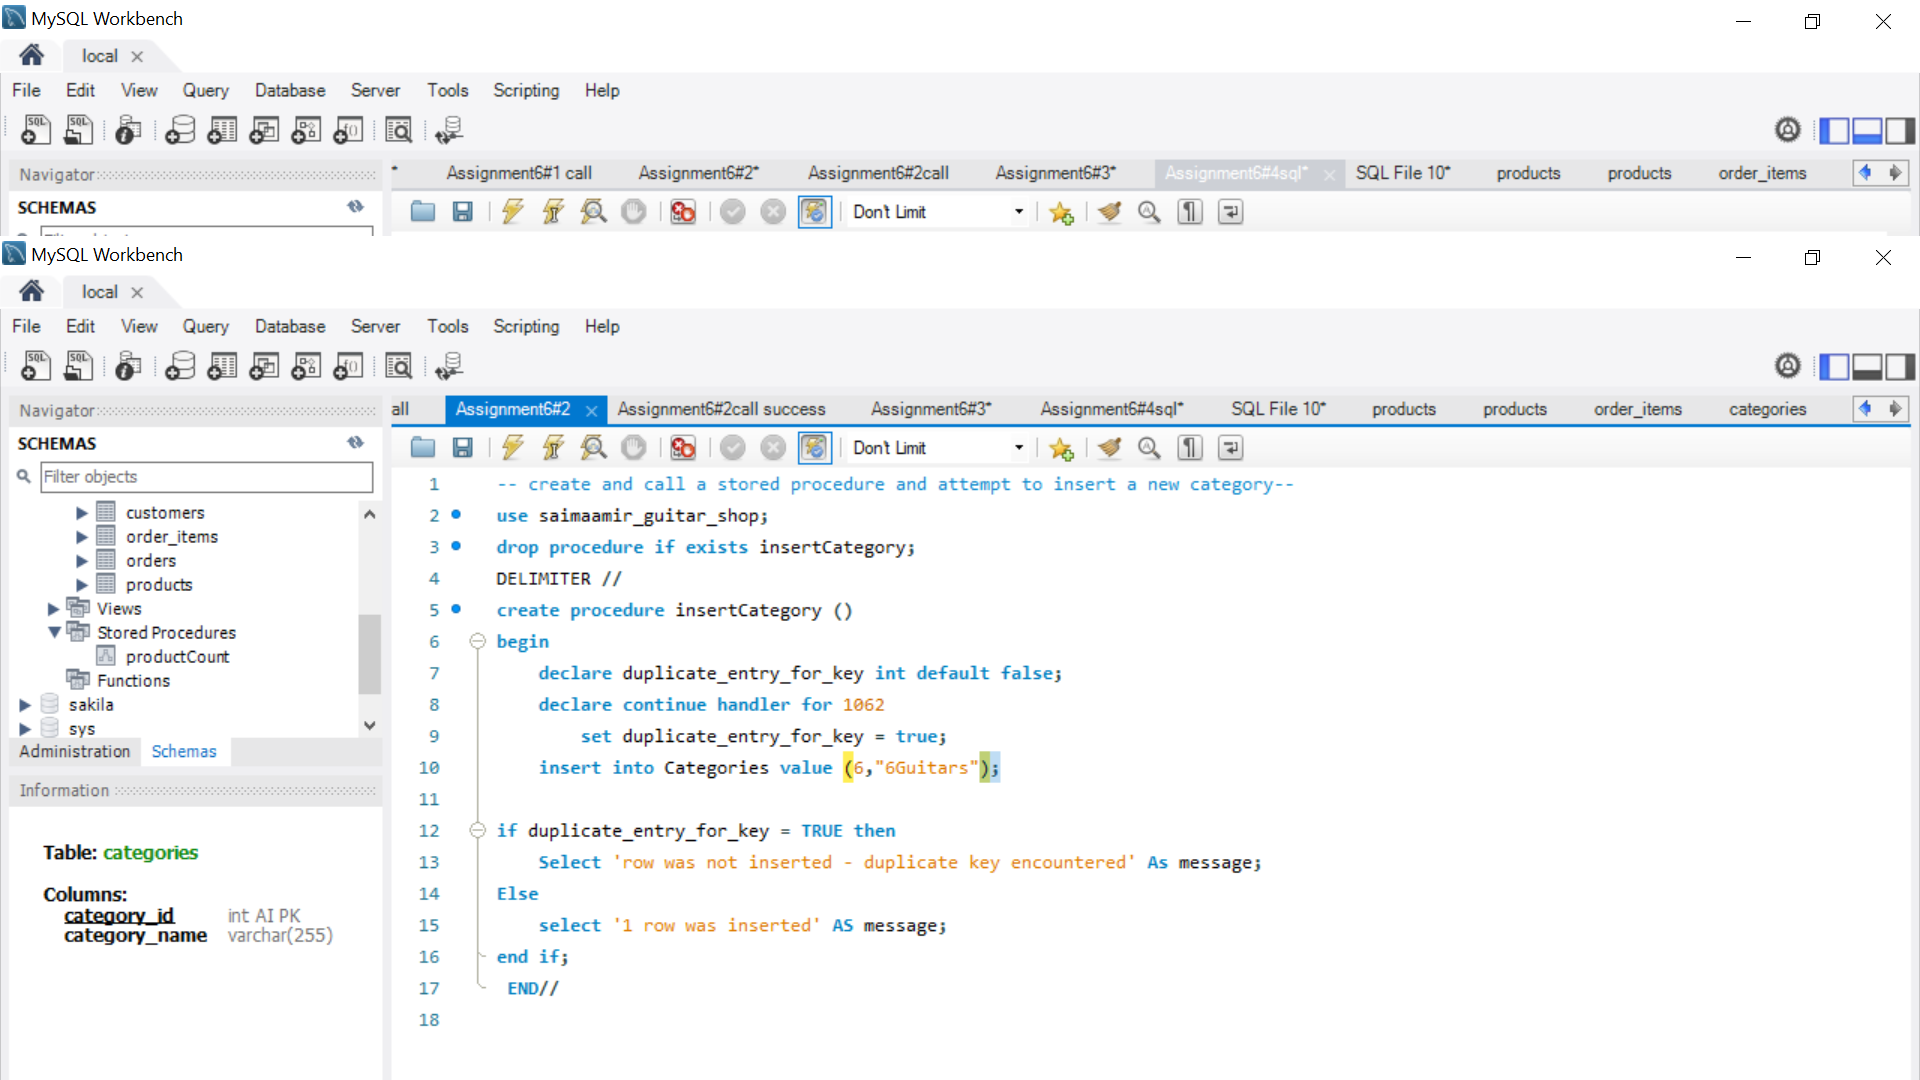 MySQL Workbench
local
File Edit View Query Database Server Tools Scripting Help
Navigator * Assignment6#1 call Assignment6#2* Assignment6#2call Assignment6#3* Assignment6#4sql* SQL File 10* products products order_items
SCHEMAS Don't Limit
MySQL Workbench
local
File Edit View Query Database Server Tools Scripting Help
Navigator all Assignment6#2 Assignment6#2call success Assignment6#3* Assignment6#4sql* SQL File 10* products products order_items categories
SCHEMAS Don't Limit
Filter objects
customers
order_items
orders
products
Views
Stored Procedures
productCount
Functions
sakila
sys
Administration Schemas
Information
Table: categories
Columns:
category_id int AI PK
category_name varchar(255)
1 -- create and call a stored procedure and attempt to insert a new category--
2 use saimaamir_guitar_shop;
3 drop procedure if exists insertCategory;
4 DELIMITER //
5 create procedure insertCategory ()
6 begin
7 declare duplicate_entry_for_key int default false;
8 declare continue handler for 1062
9 set duplicate_entry_for_key = true;
10 insert into Categories value (6,"6Guitars");
11
12 if duplicate_entry_for_key = TRUE then
13 Select 'row was not inserted - duplicate key encountered' As message;
14 Else
15 select '1 row was inserted' AS message;
16 end if;
17 END//
18